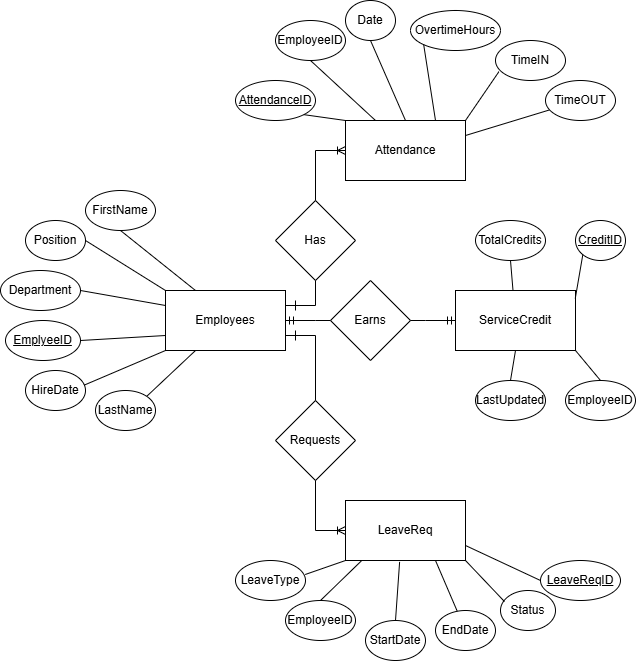 Date
OvertimeHours
EmployeeID
TimeIN
AttendanceID
TimeOUT
Attendance
FirstName
Position
Has
TotalCredits
CreditID
Department
Employees
Earns
ServiceCredit
EmplyeeID
HireDate
LastName
LastUpdated
EmployeeID
Requests
LeaveReq
LeaveType
LeaveReqID
EmployeeID
Status
StartDate
EndDate